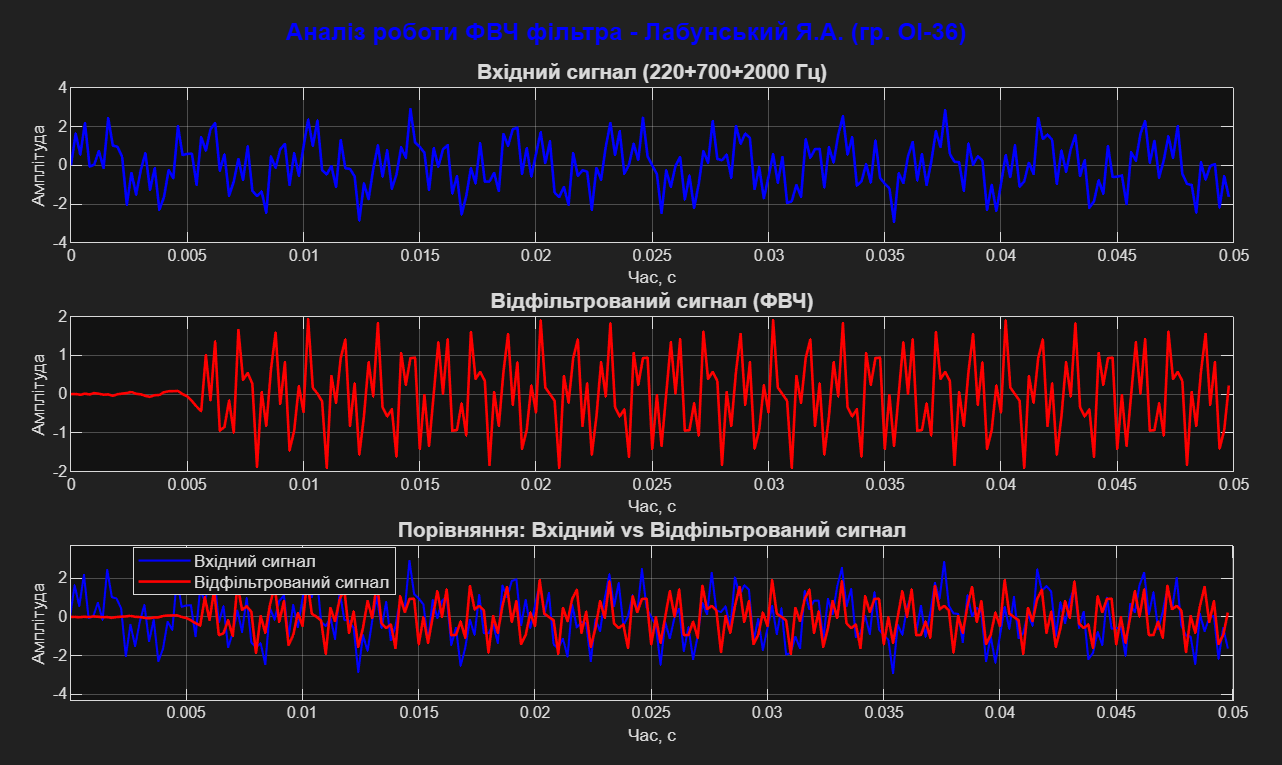 Аналіз роботи ФВЧ фільтра - Лабунський Я.А. (гр. ОІ-36)
Вхідний сигнал (220+700+2000 Гц)
Амплітуда
4
2
0
-2
-4
0 0.005 0.01 0.015 0.02 0.025 0.03 0.035 0.04 0.045 0.05
Час, с
Відфільтрований сигнал (ФВЧ)
Амплітуда
2
1
0
-1
-2
0 0.005 0.01 0.015 0.02 0.025 0.03 0.035 0.04 0.045 0.05
Час, с
Порівняння: Вхідний vs Відфільтрований сигнал
Вхідний сигнал
Відфільтрований сигнал
Амплітуда
2
0
-2
-4
0.005 0.01 0.015 0.02 0.025 0.03 0.035 0.04 0.045 0.05
Час, с